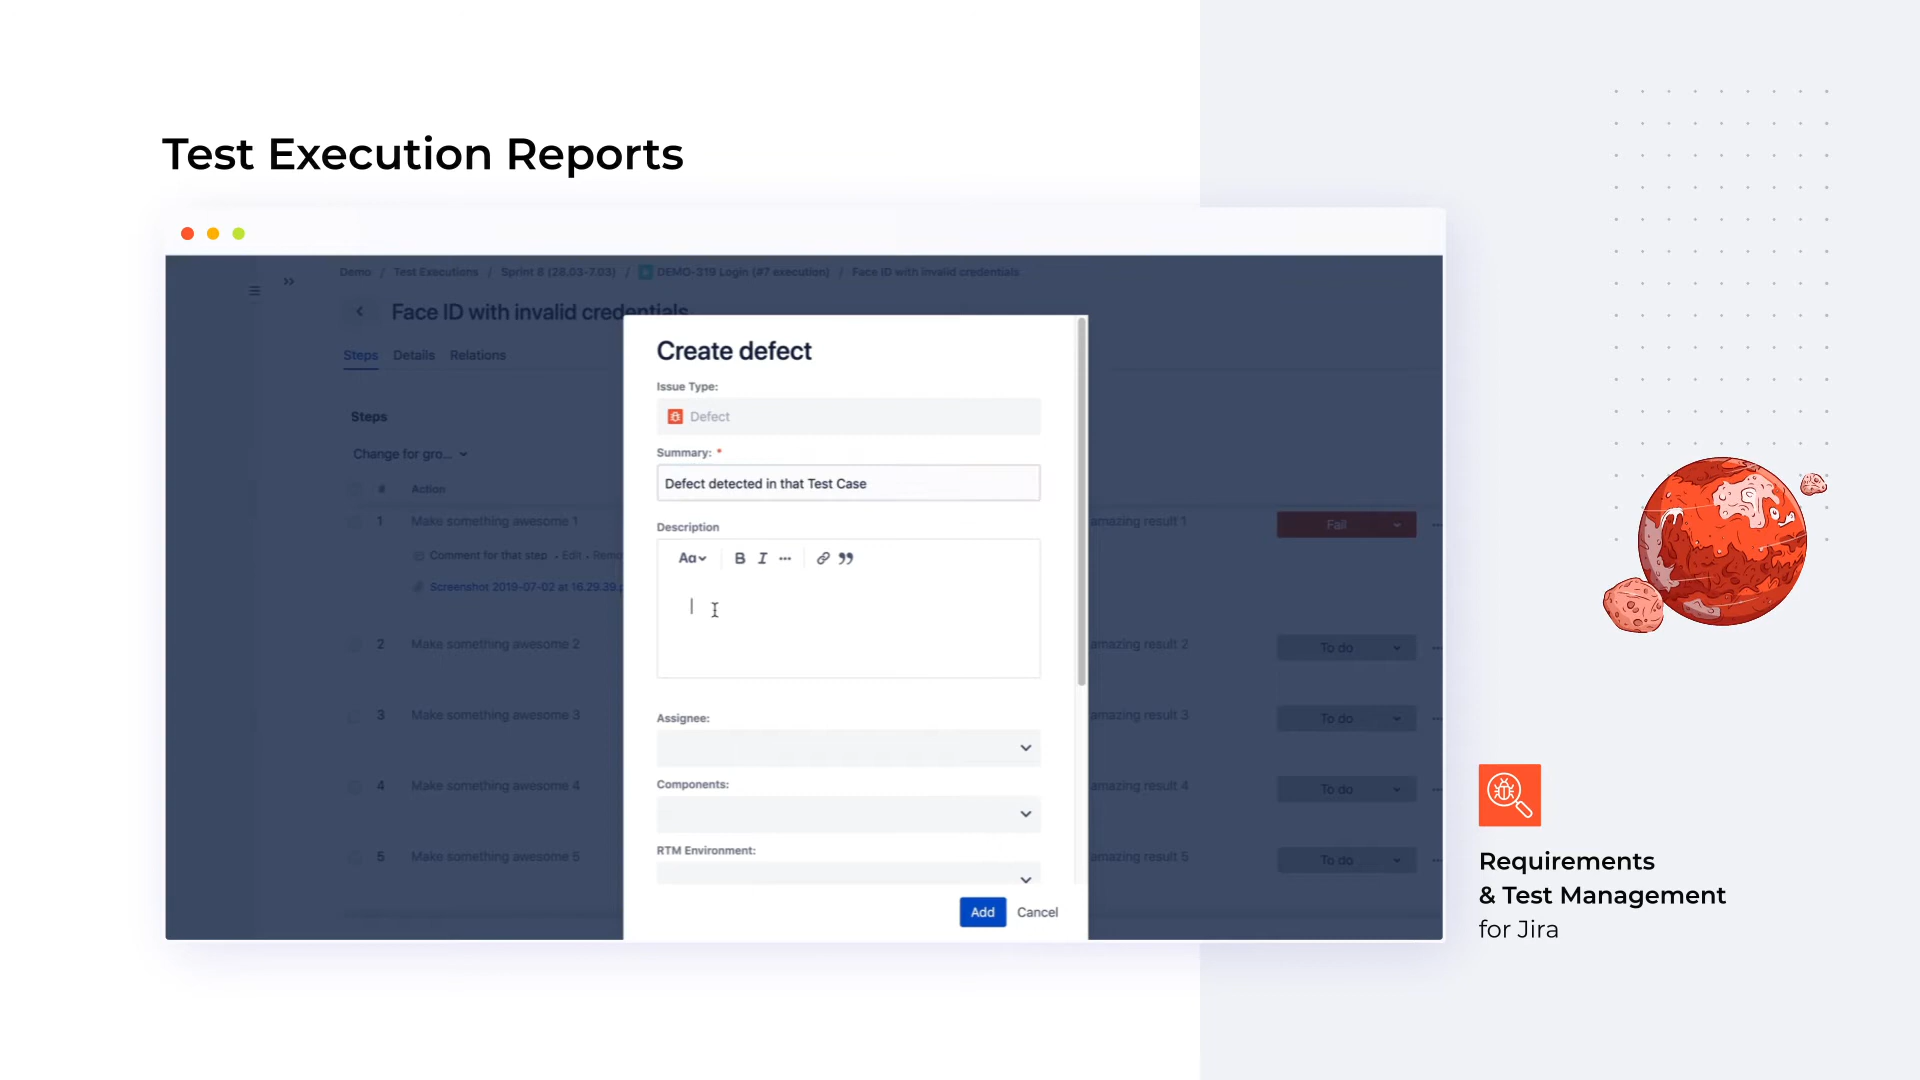 Test Execution Reports
Demo / Test Executions / Sprint 8 (28.03-7.03) / DEMO-319 Login (#7 execution) / Face ID with invalid credentials
Face ID with invalid credentials
Steps Details Relations
Steps
Change for gro...
# Action
1 Make something awesome 1 amazing result 1 Fail
Comment for that step • Edit •
Screenshot 2019-07-02 at 16.29.39.
2 Make something awesome 2 amazing result 2 To do
3 Make something awesome 3 amazing result 3 To do
4 Make something awesome 4 amazing result 4 To do
5 Make something awesome 5 amazing result 5 To do
Create defect
Issue Type:
Defect
Summary: *
Defect detected in that Test Case
Description
Aa B I ••• ”
Assignee:
Components:
RTM Environment:
Add Cancel
Requirements
& Test Management
for Jira